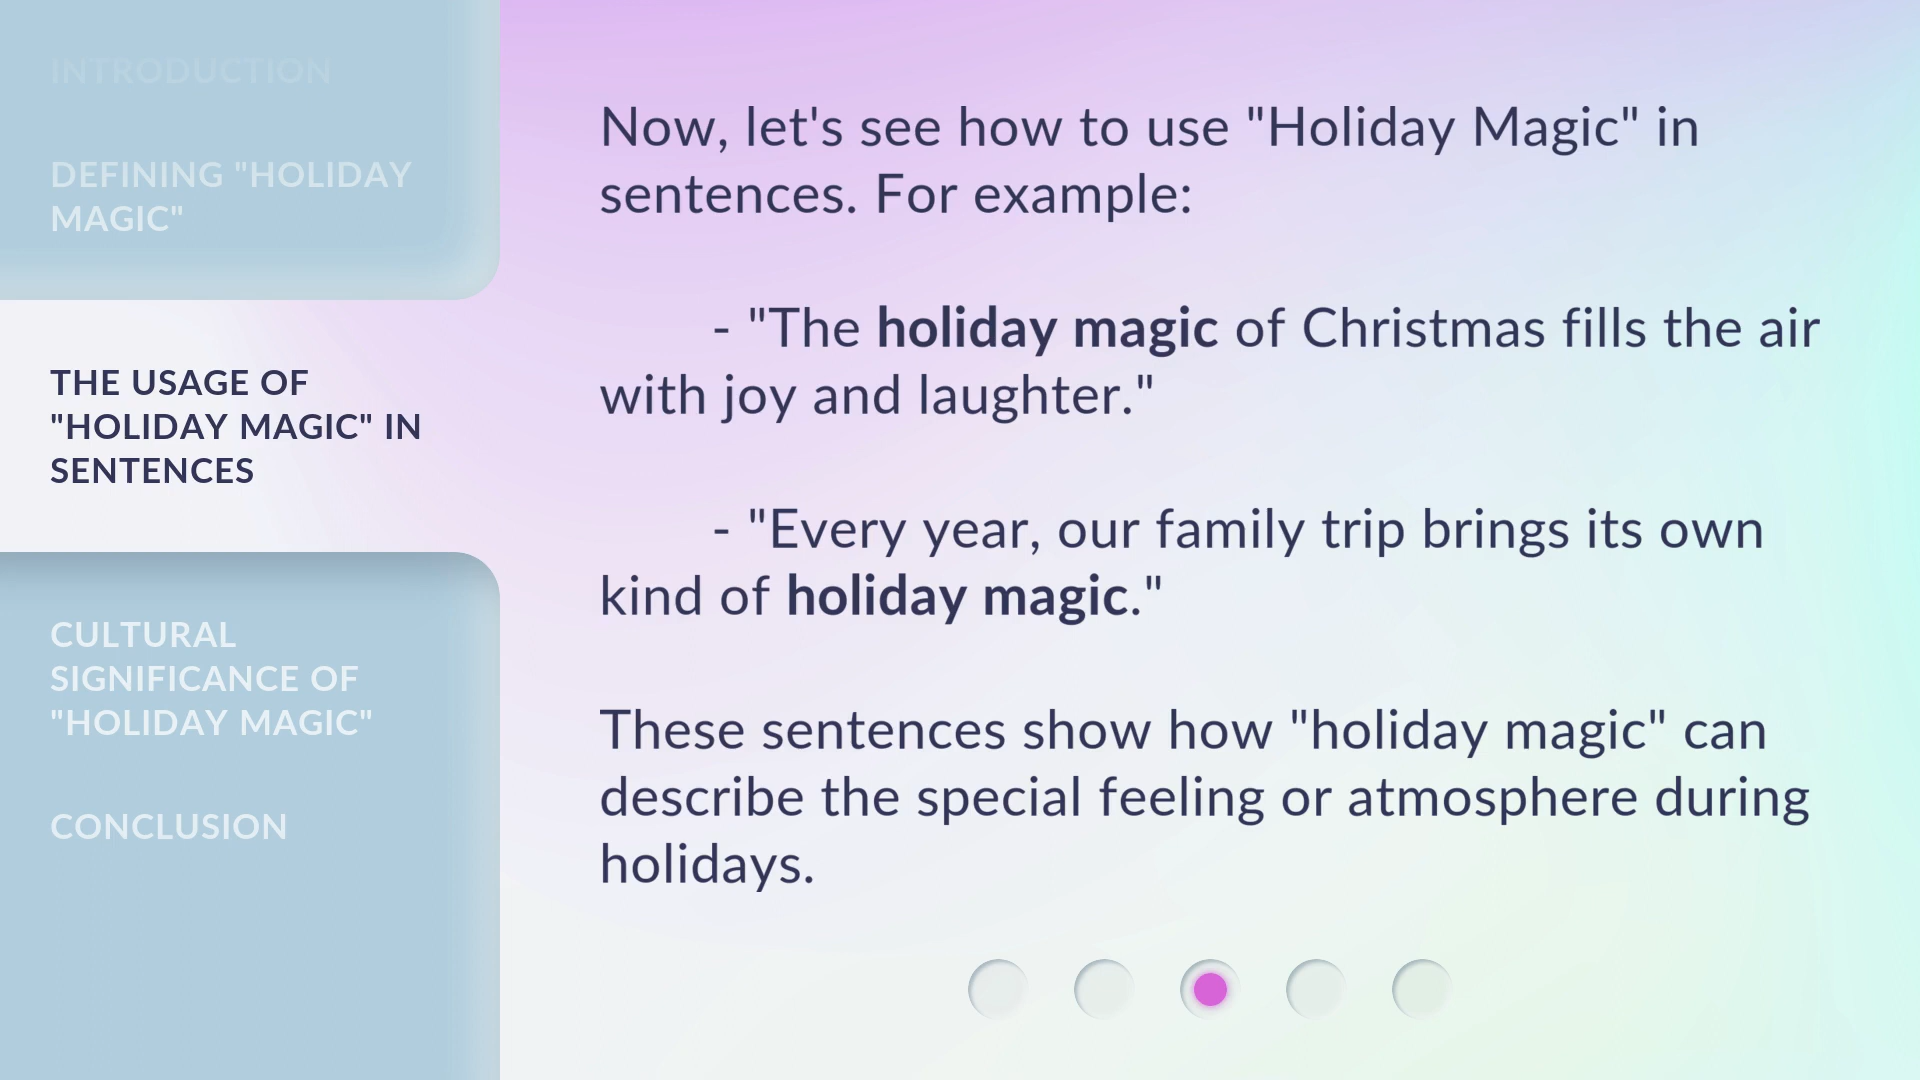 INTRODUCTION
DEFINING "HOLIDAY
MAGIC"
THE USAGE OF
"HOLIDAY MAGIC" IN
SENTENCES
CULTURAL
SIGNIFICANCE OF
"HOLIDAY MAGIC"
CONCLUSION
Now, let's see how to use "Holiday Magic" in
sentences. For example:
- "The holiday magic of Christmas fills the air
with joy and laughter."
- "Every year, our family trip brings its own
kind of holiday magic."
These sentences show how "holiday magic" can
describe the special feeling or atmosphere during
holidays.